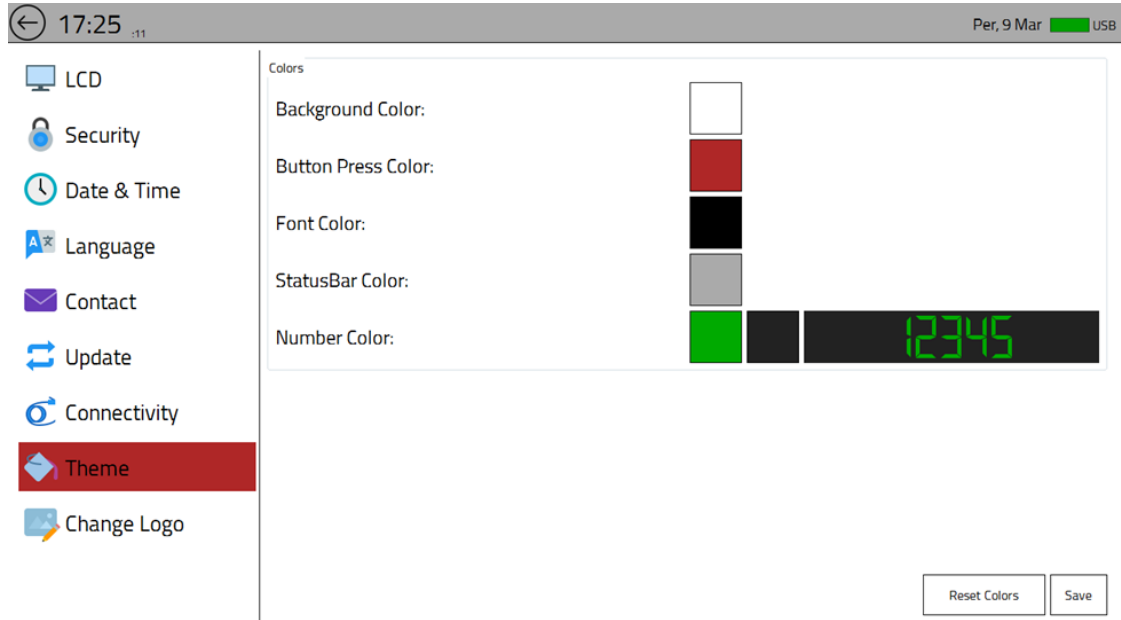 17:25 :11
Per, 9 Mar USB
LCD
Security
Date & Time
A 文 Language
Contact
Update
Connectivity
Theme
Change Logo
Colors
Background Color:
Button Press Color:
Font Color:
StatusBar Color:
Number Color: 12345
Reset Colors Save